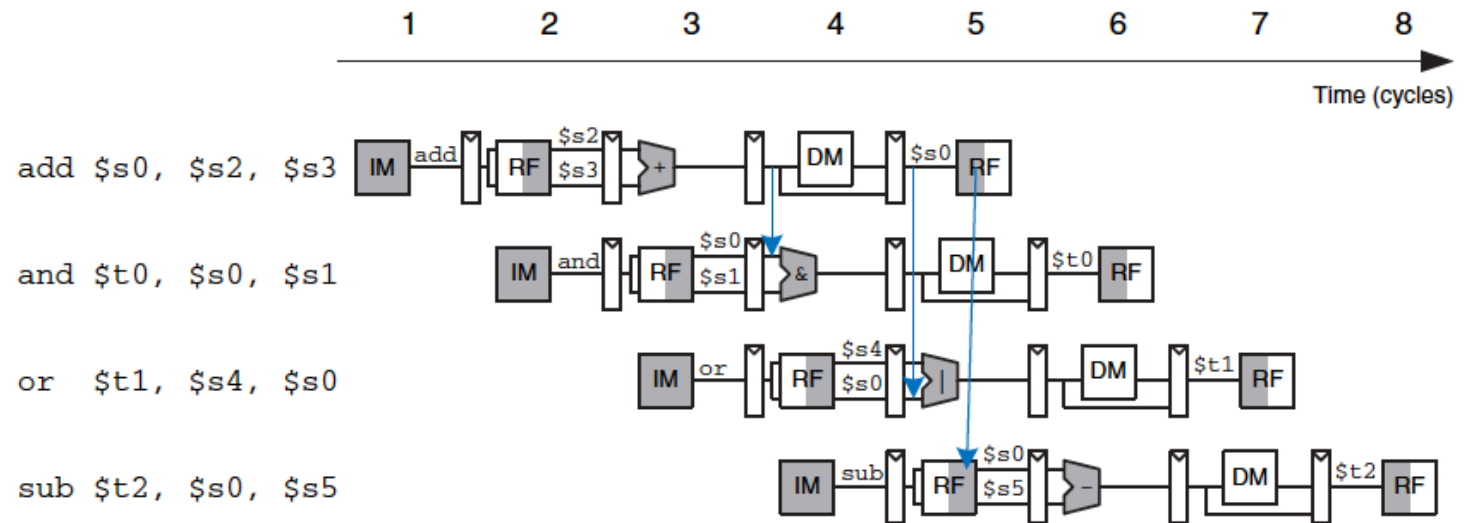 1 2 3 4 5 6 7 8
Time (cycles)
add $s0, $s2, $s3 IM add RF $s2 $s3 + DM $s0 RF
and $t0, $s0, $s1 IM and RF $s0 $s1 & DM $t0 RF
or $t1, $s4, $s0 IM or RF $s4 $s0 | DM $t1 RF
sub $t2, $s0, $s5 IM sub RF $s0 $s5 - DM $t2 RF